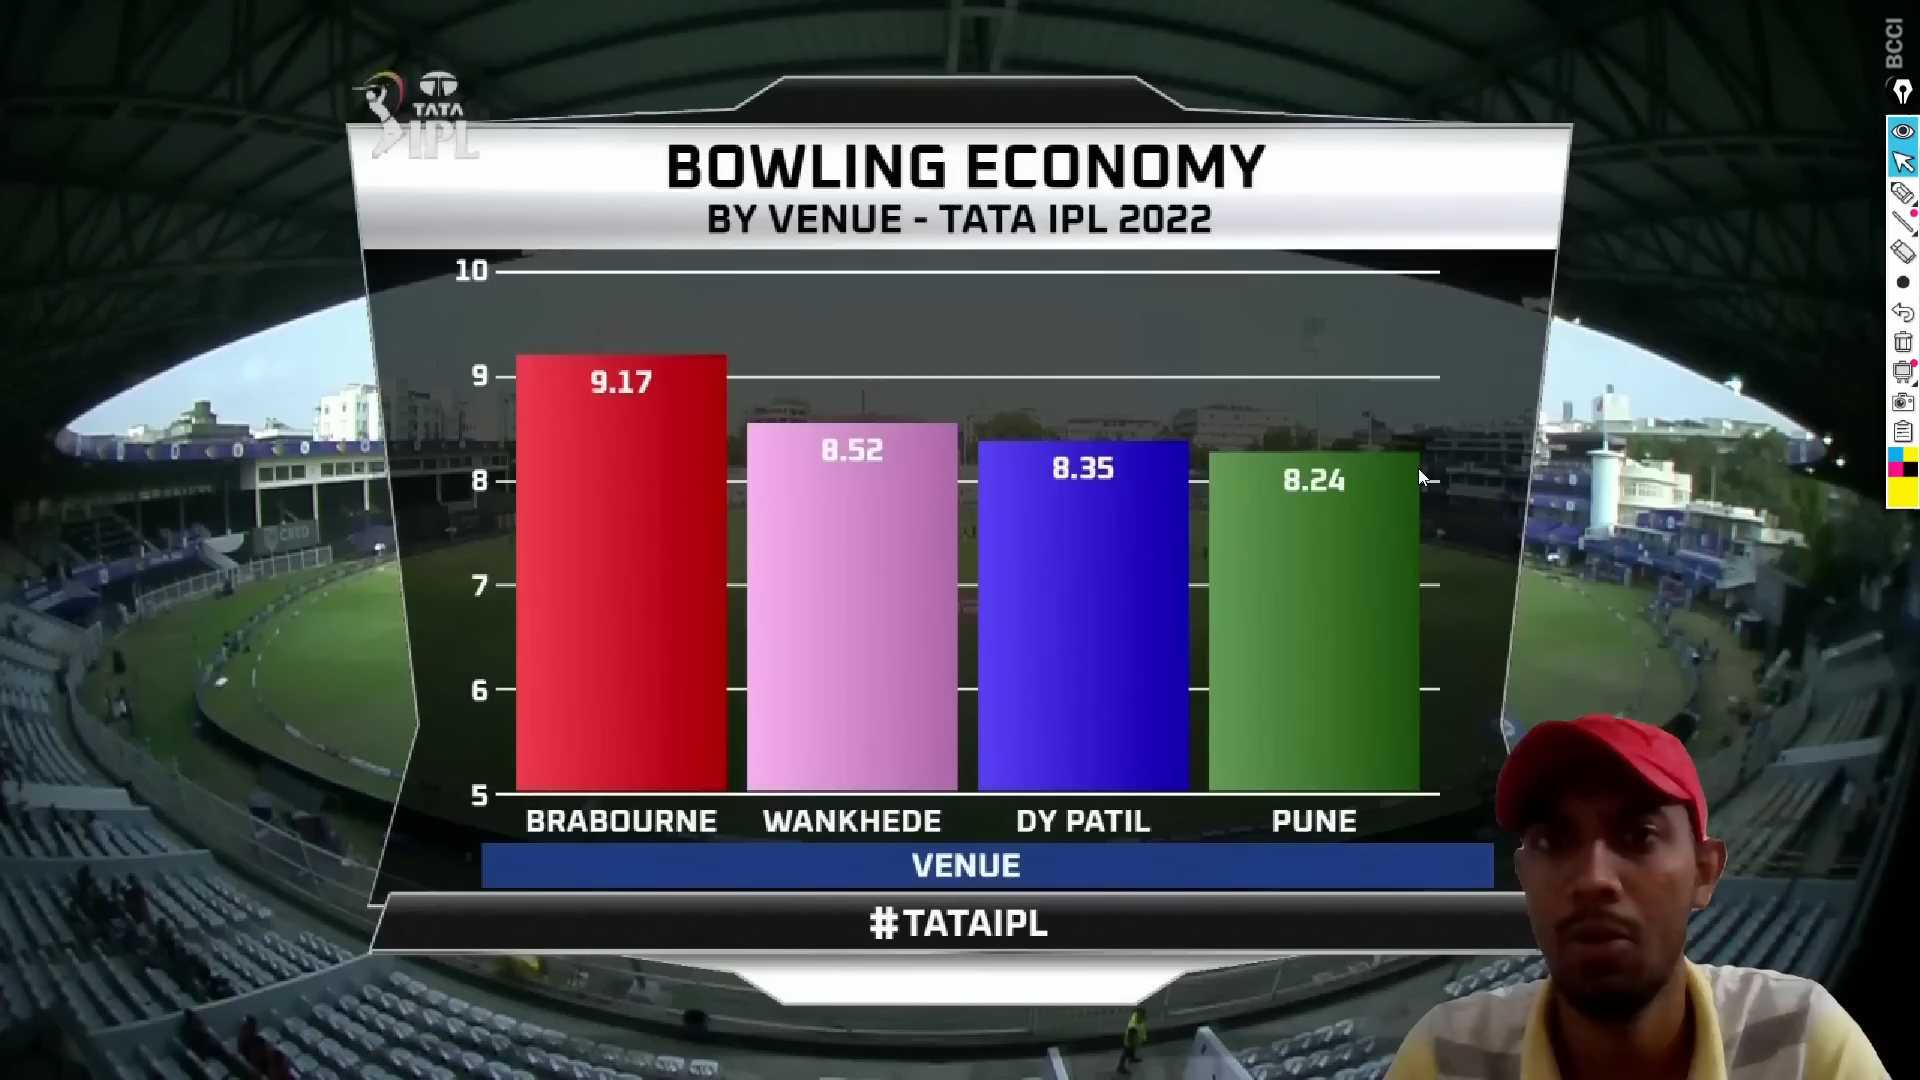 BCCI
TATA
IPL
BOWLING ECONOMY
BY VENUE - TATA IPL 2022
10
9
8
7
6
5
9.17
8.52
8.35
8.24
BRABOURNE WANKHEDE DY PATIL PUNE
VENUE
#TATAIPL
CRED